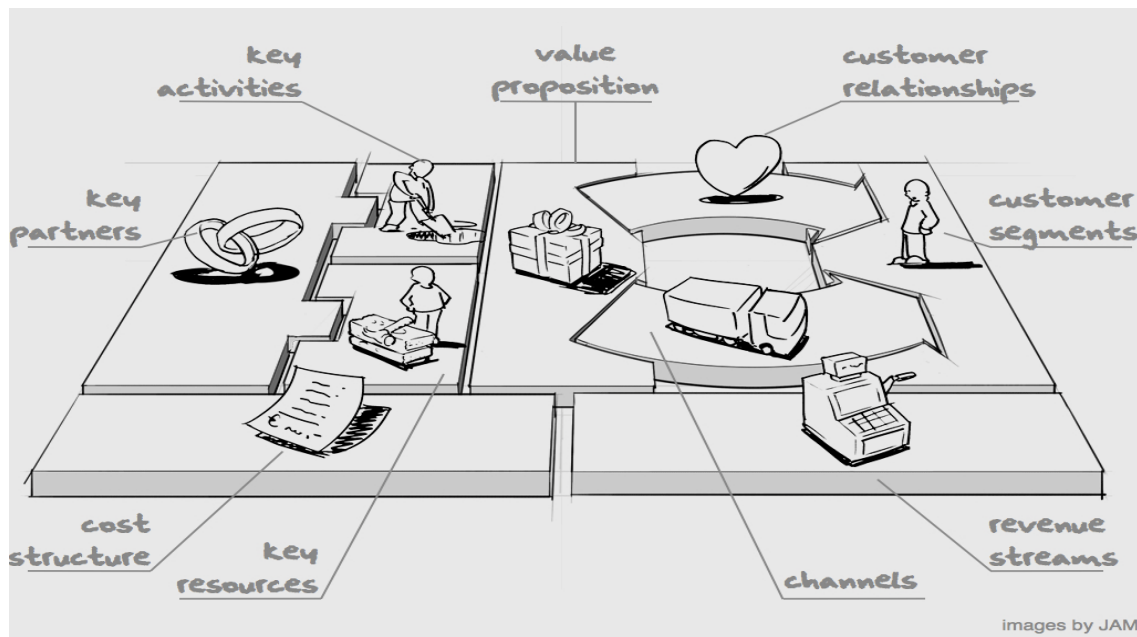 key
activities
value
proposition
customer
relationships
key
partners
customer
segments
cost
structure
key
resources
channels
revenue
streams
images by JAM